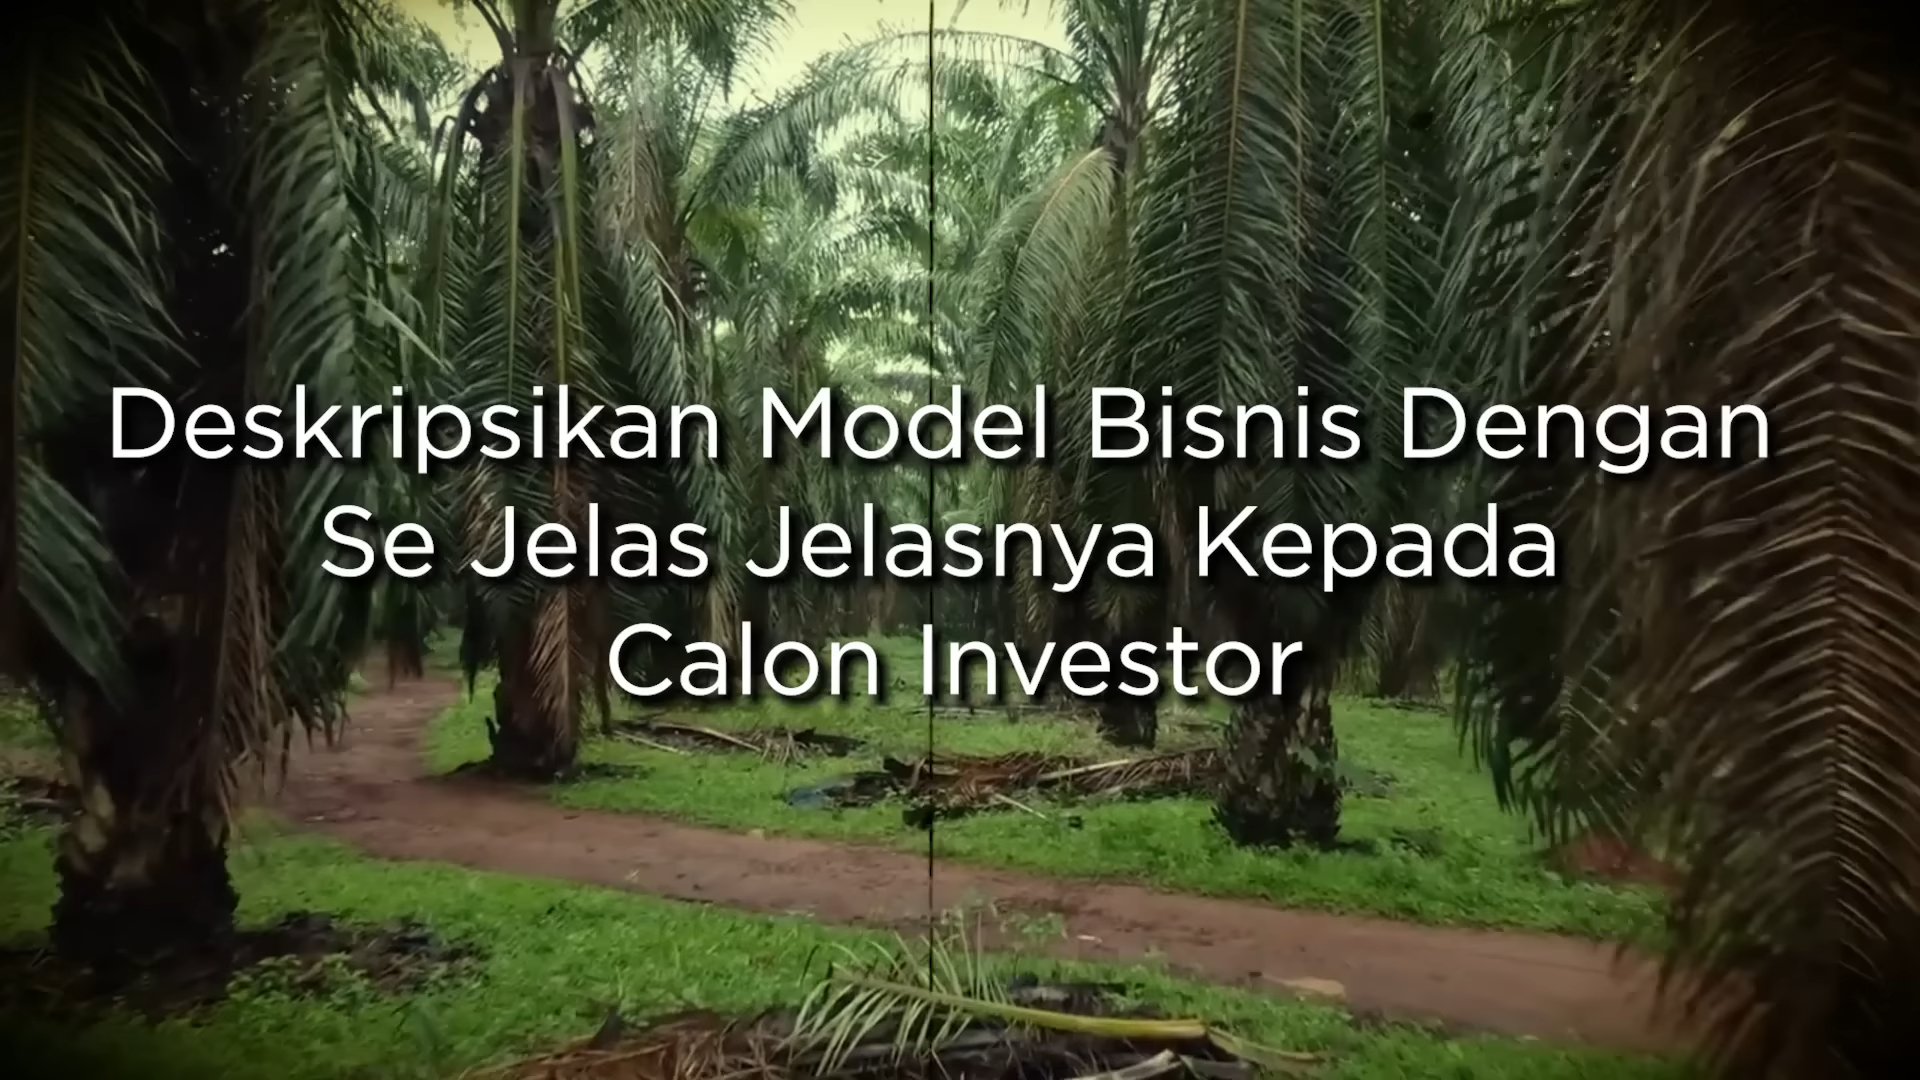 Deskripsikan Model Bisnis Dengan
Se Jelas Jelasnya Kepada
Calon Investor